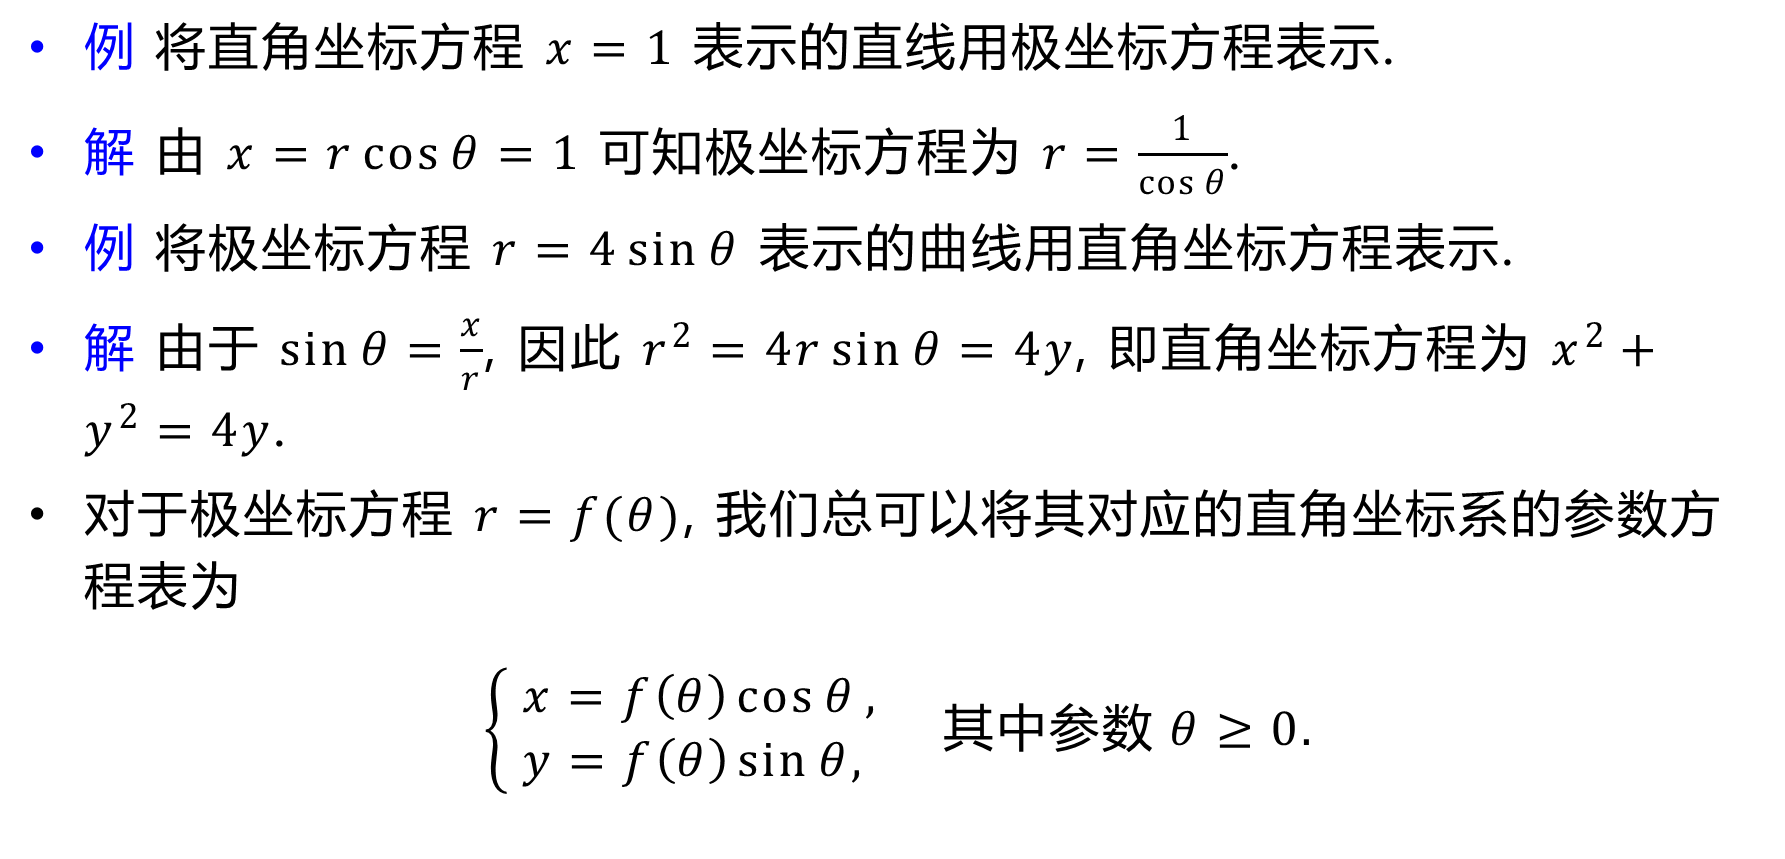 • 例 将直角坐标方程 x = 1 表示的直线用极坐标方程表示.
• 解 由 x = r cos θ = 1 可知极坐标方程为 r = \frac{1}{cos θ}.
• 例 将极坐标方程 r = 4 sin θ 表示的曲线用直角坐标方程表示.
• 解 由于 sin θ = \frac{x}{r}, 因此 r² = 4r sin θ = 4y, 即直角坐标方程为 x² +
y² = 4y.
• 对于极坐标方程 r = f(θ), 我们总可以将其对应的直角坐标系的参数方
程表为
{ x = f(θ) cos θ,
y = f(θ) sin θ, 其中参数 θ ≥ 0.